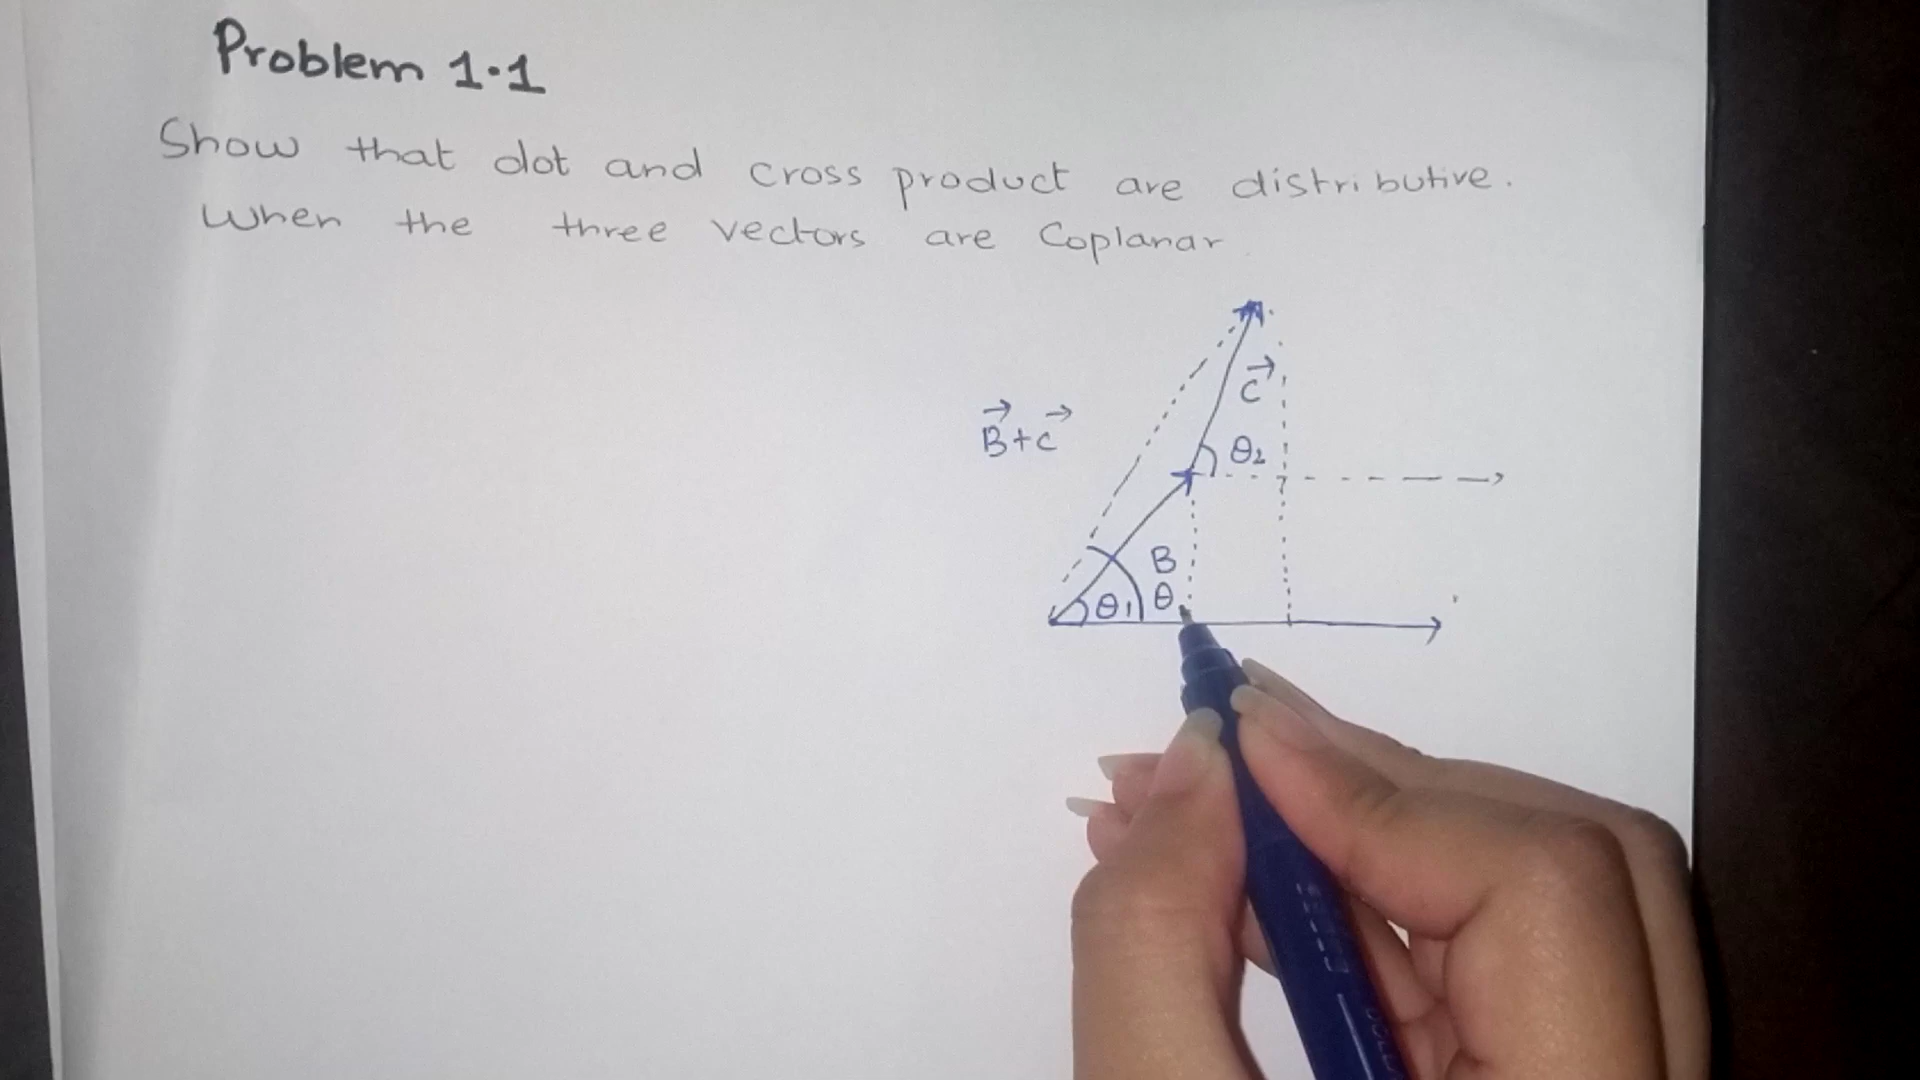 Problem 1.1
Show that dot and cross product are distributive.
When the three vectors are Coplanar
C
B+C
θ2
B
θ1 θ